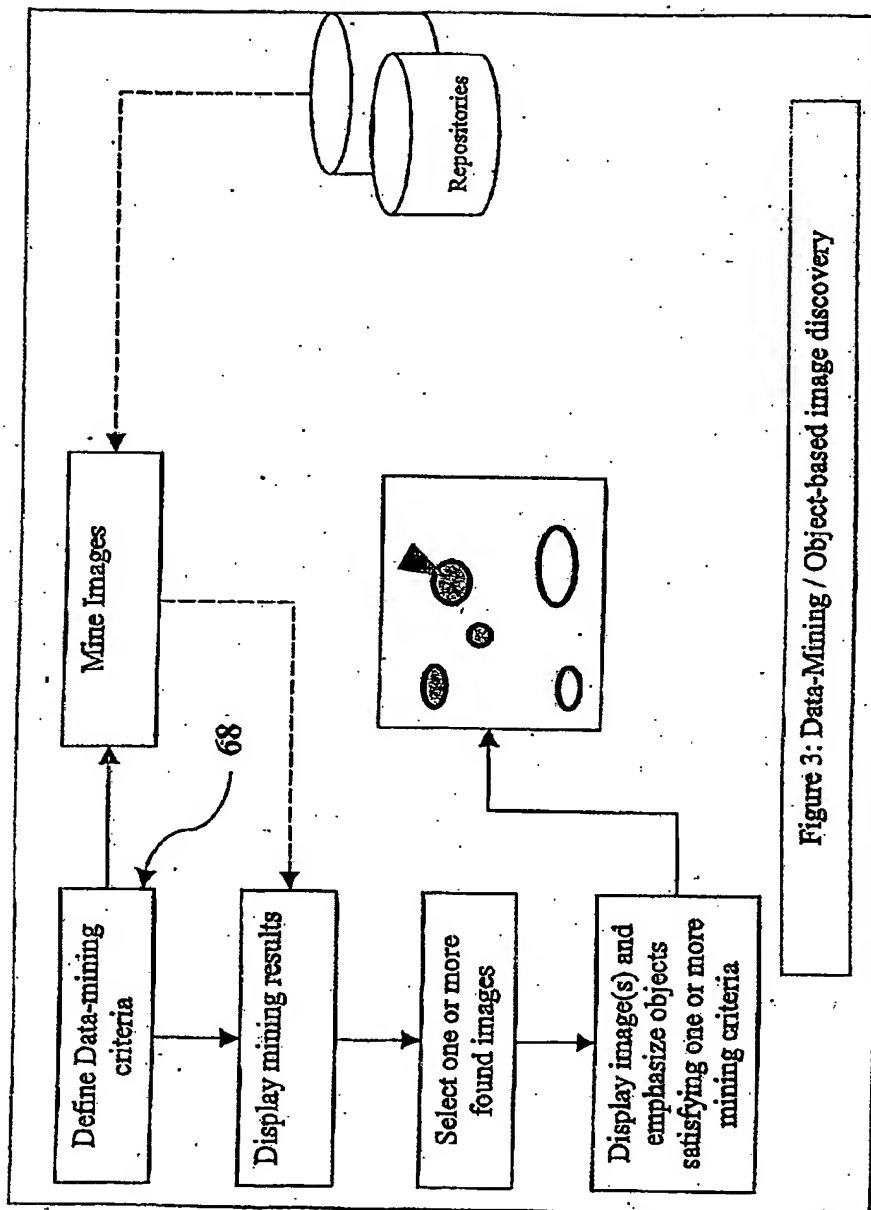 Define Data-mining
criteria
68
Mine Images
Display mining results
Select one or more
found images
Display image(s) and
emphasize objects
satisfying one or more
mining criteria
Repositories
Figure 3: Data-Mining / Object-based image discovery